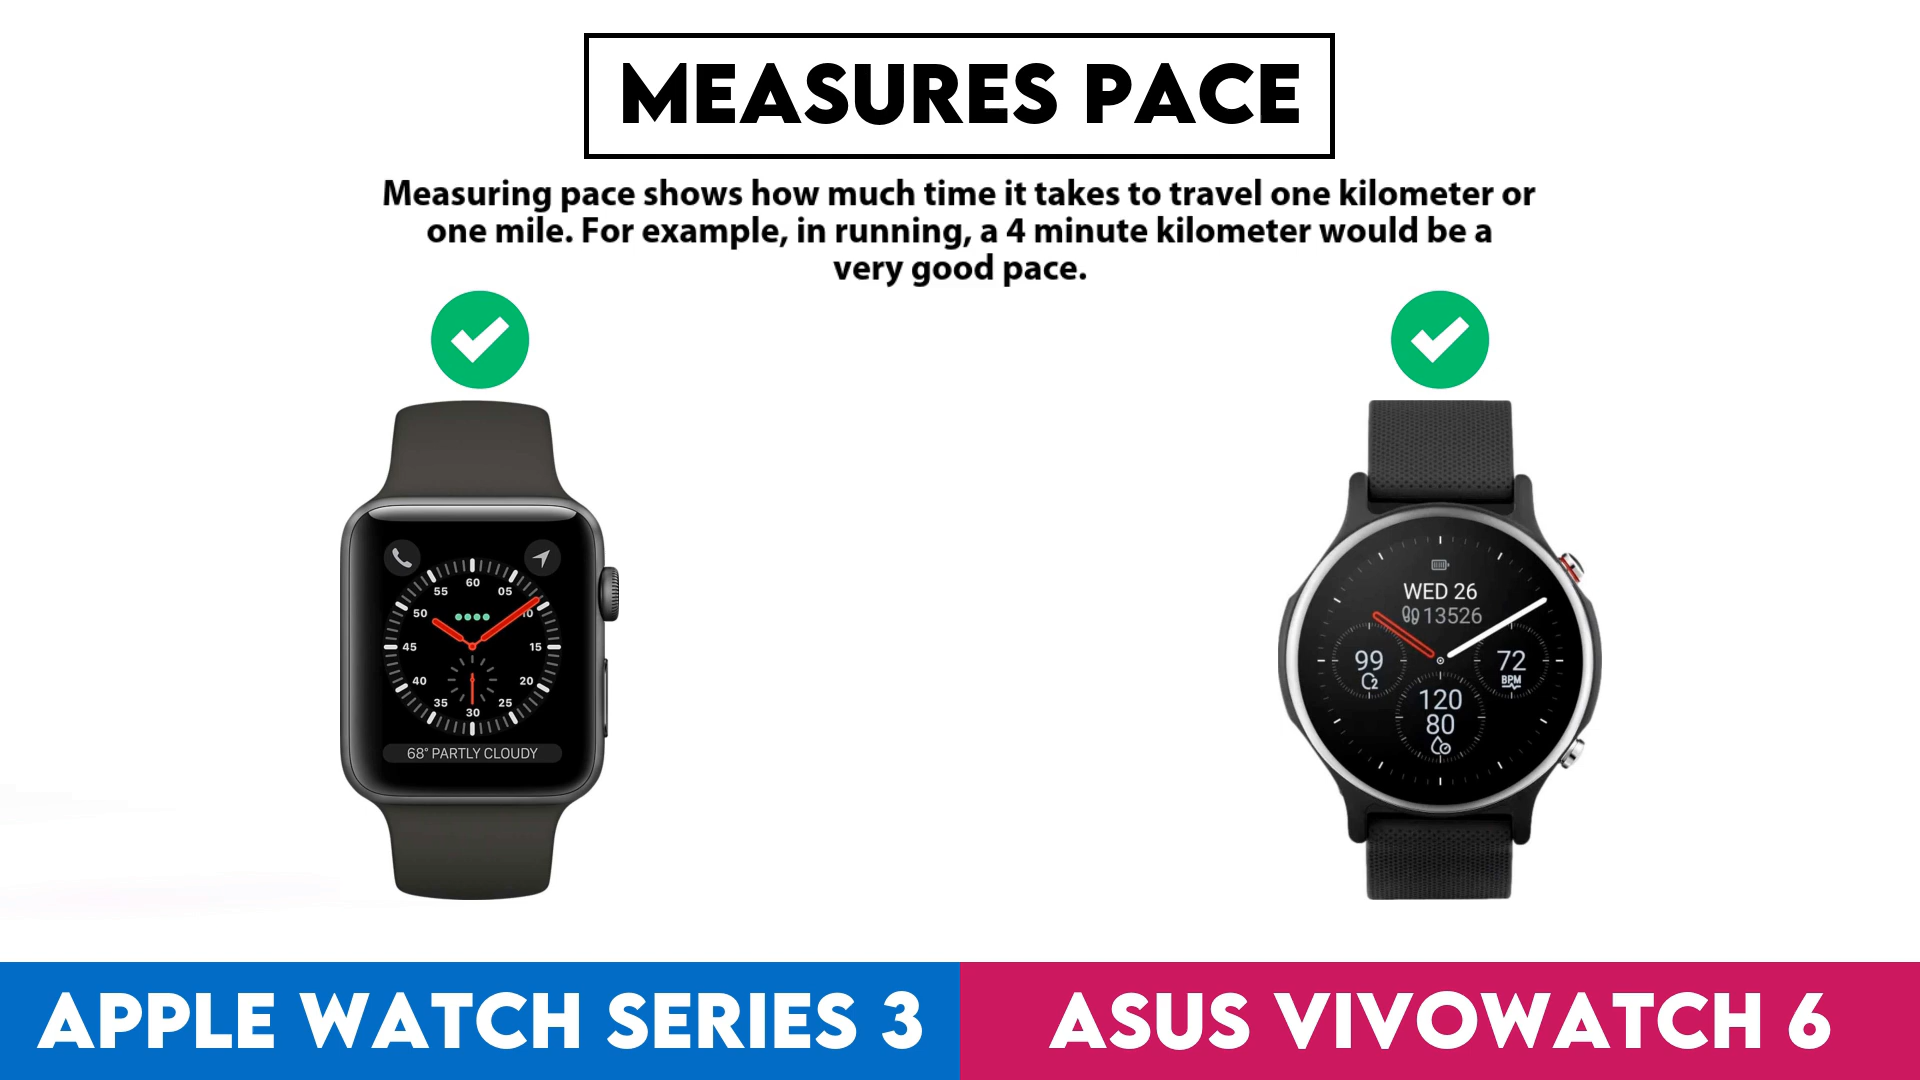 MEASURES PACE
Measuring pace shows how much time it takes to travel one kilometer or
one mile. For example, in running, a 4 minute kilometer would be a
very good pace.
60
55 05
50 10
45 15
40 20
35 25
30
68° PARTLY CLOUDY
WED 26
13526
99
O2
72
BPM
120
80
APPLE WATCH SERIES 3
ASUS VIVOWATCH 6